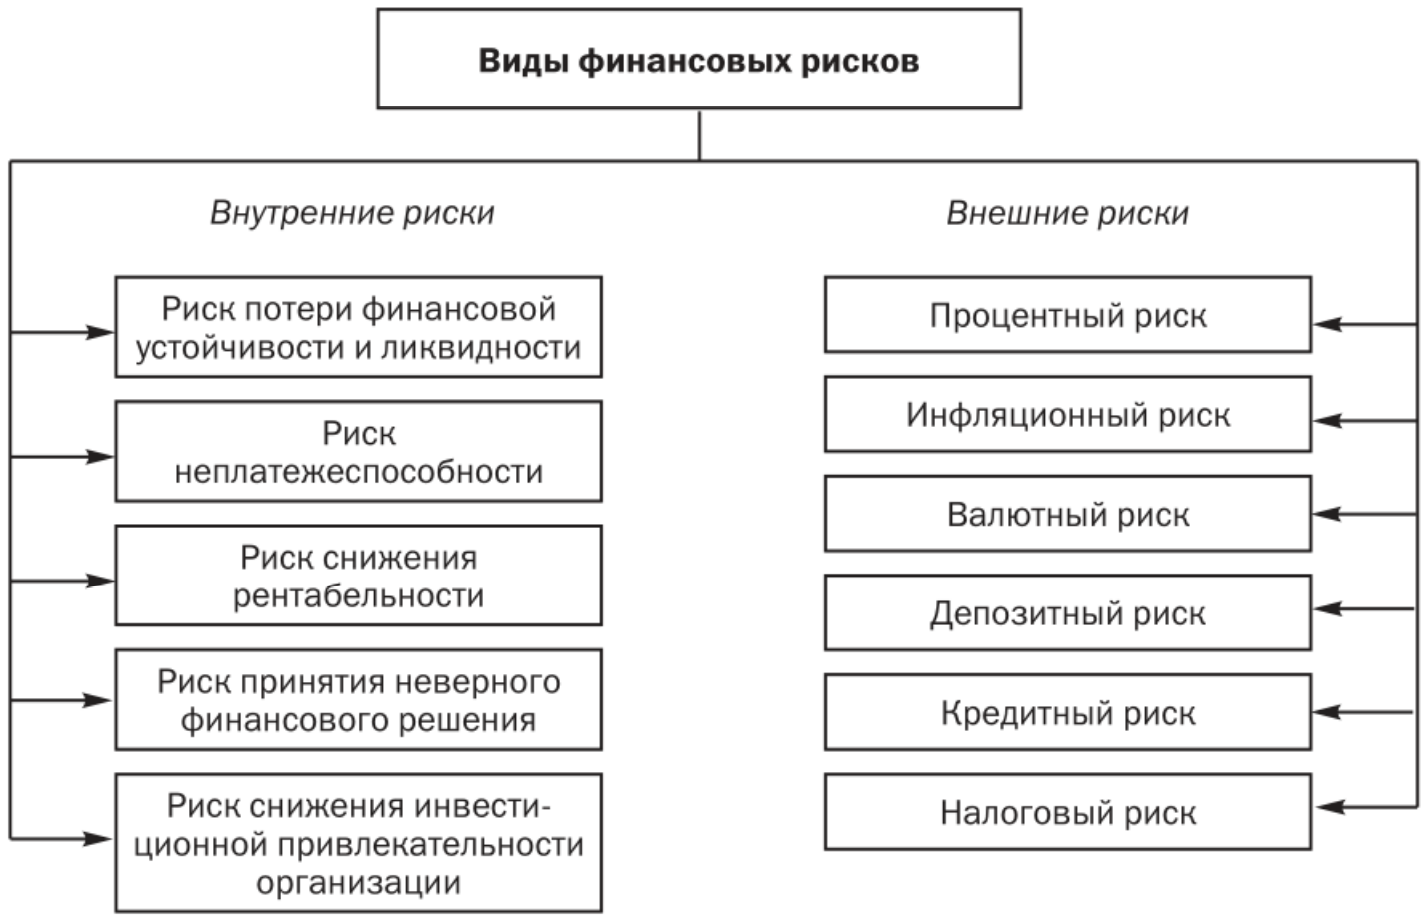 Виды финансовых рисков
Внутренние риски
Риск потери финансовой
устойчивости и ликвидности
Риск
неплатежеспособности
Риск снижения
рентабельности
Риск принятия неверного
финансового решения
Риск снижения инвести-
ционной привлекательности
организации
Внешние риски
Процентный риск
Инфляционный риск
Валютный риск
Депозитный риск
Кредитный риск
Налоговый риск